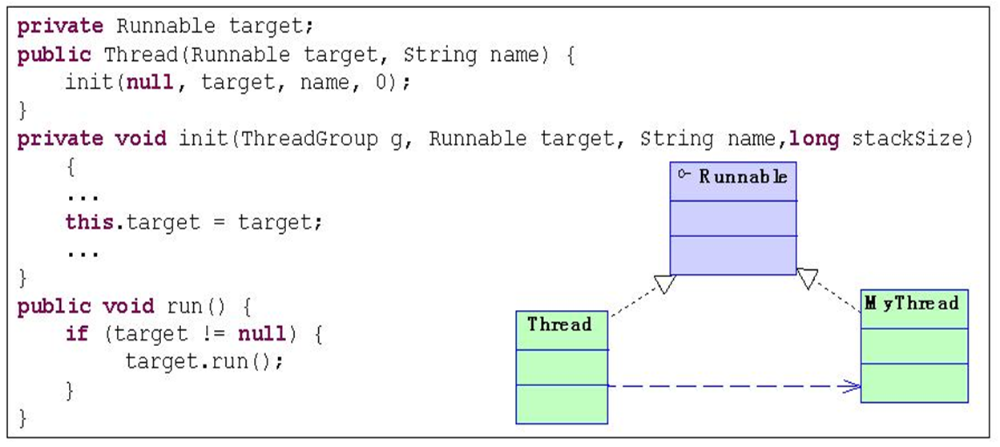 private Runnable target;
public Thread(Runnable target, String name) {
    init(null, target, name, 0);
}
private void init(ThreadGroup g, Runnable target, String name,long stackSize)
    {
    ...
    this.target = target;
    ...
}
public void run() {
    if (target != null) {
         target.run();
    }
}
Runnable
Thread
MyThread